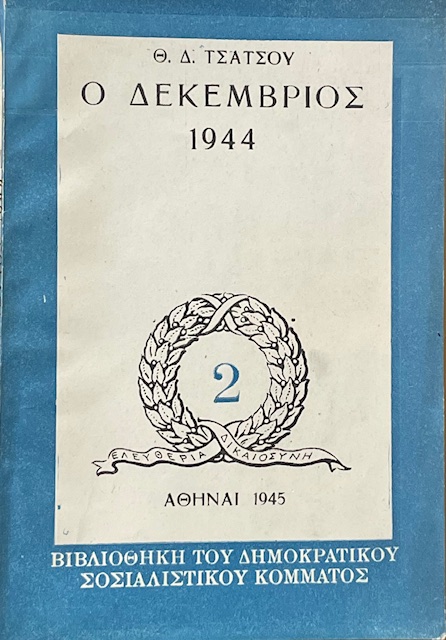 Θ. Δ. ΤΣΑΤΣΟΥ
Ο ΔΕΚΕΜΒΡΙΟΣ
1944
2
ΕΛΕΥΘΕΡΙΑ ΔΙΚΑΙΟΣΥΝΗ
ΑΘΗΝΑΙ 1945
ΒΙΒΛΙΟΘΗΚΗ ΤΟΥ ΔΗΜΟΚΡΑΤΙΚΟΥ
ΣΟΣΙΑΛΙΣΤΙΚΟΥ ΚΟΜΜΑΤΟΣ